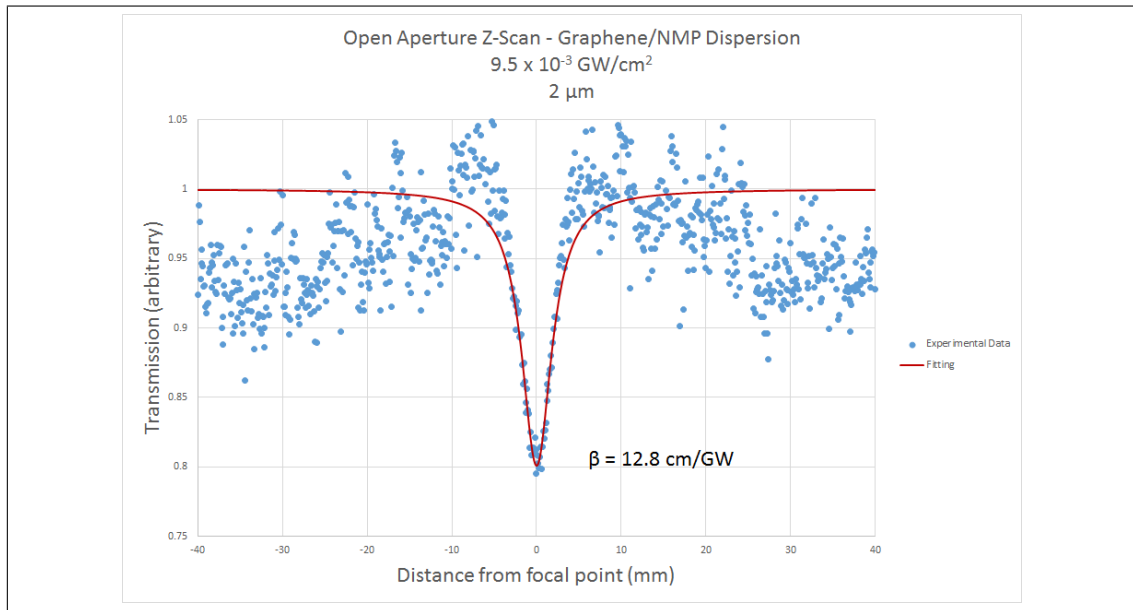 Open Aperture Z-Scan - Graphene/NMP Dispersion
9.5 x 10⁻³ GW/cm²
2 µm
1.05
1
0.95
0.9
0.85
0.8
0.75
Transmission (arbitrary)
-40
-30
-20
-10
0
10
20
30
40
Distance from focal point (mm)
β = 12.8 cm/GW
Experimental Data
Fitting